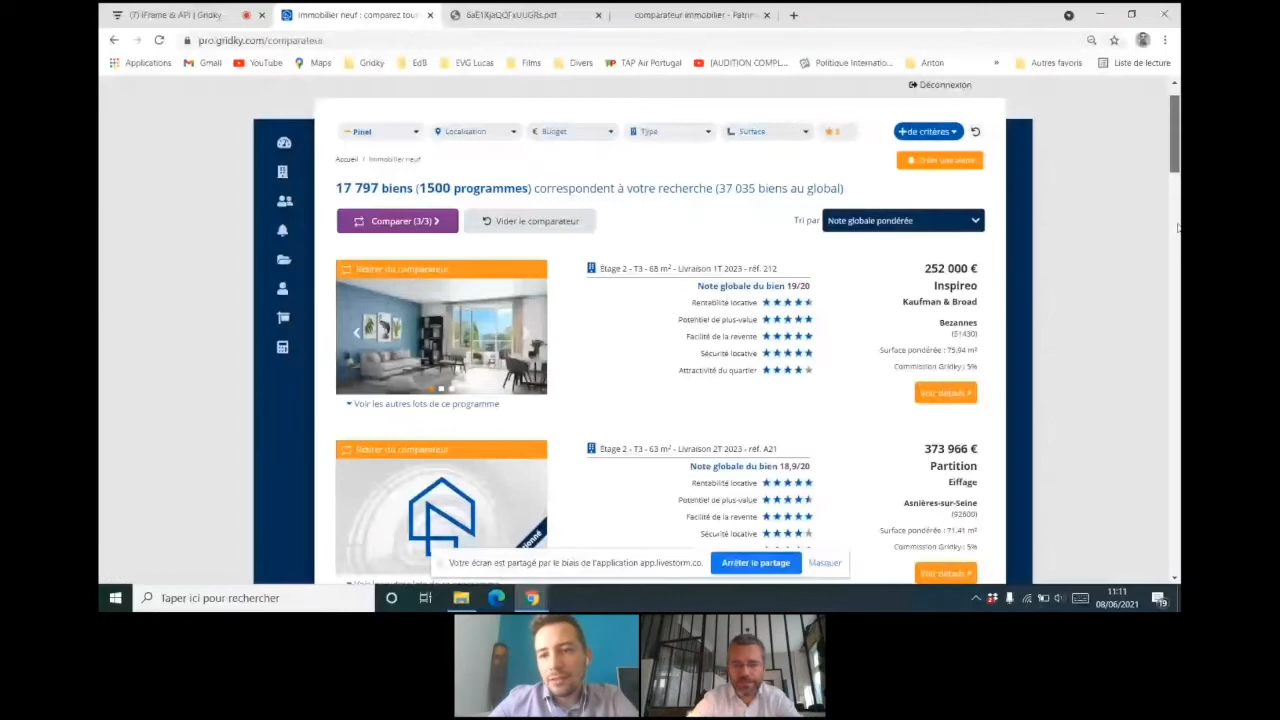 (7) iFrame & API | Gridky
Immobilier neuf : comparez tous
comparateur immobilier - Patrim
pro.gridky.com/comparateur
Applications Gmail YouTube Maps Gridky EdB EVG Lucas Films Divers TAP Air Portugal [AUDITION COMPL... Politique Internatio... Anton » Autres favoris Liste de lecture
Déconnexion
Pinel Localisation Budget Type Surface +de critères
Accueil / Immobilier neuf Créer une alerte
17 797 biens (1500 programmes) correspondent à votre recherche (37 035 biens au global)
Comparer (3/3) Vider le comparateur Tri par Note globale pondérée
Retirer du comparateur
Voir les autres lots de ce programme
Etage 2 - T3 - 68 m² - Livraison 1T 2023 - réf. 212
Note globale du bien 19/20
Rentabilité locative
Potentiel de plus-value
Facilité de la revente
Sécurité locative
Attractivité du quartier
252 000 €
Inspireo
Kaufman & Broad
Bezannes
(51430)
Surface pondérée : 75.94 m²
Commission Gridky : 5%
Voir détails
Retirer du comparateur
Etage 2 - T3 - 63 m² - Livraison 2T 2023 - réf. A21
Note globale du bien 18,9/20
Rentabilité locative
Potentiel de plus-value
Facilité de la revente
Sécurité locative
373 966 €
Partition
Eiffage
Asnières-sur-Seine
(92600)
Surface pondérée : 71.41 m²
Commission Gridky : 5%
Voir détails
Votre écran est partagé par le biais de l'application app.livestorm.co. Arrêter le partage Masquer
Taper ici pour rechercher
11:11
08/06/2021
19